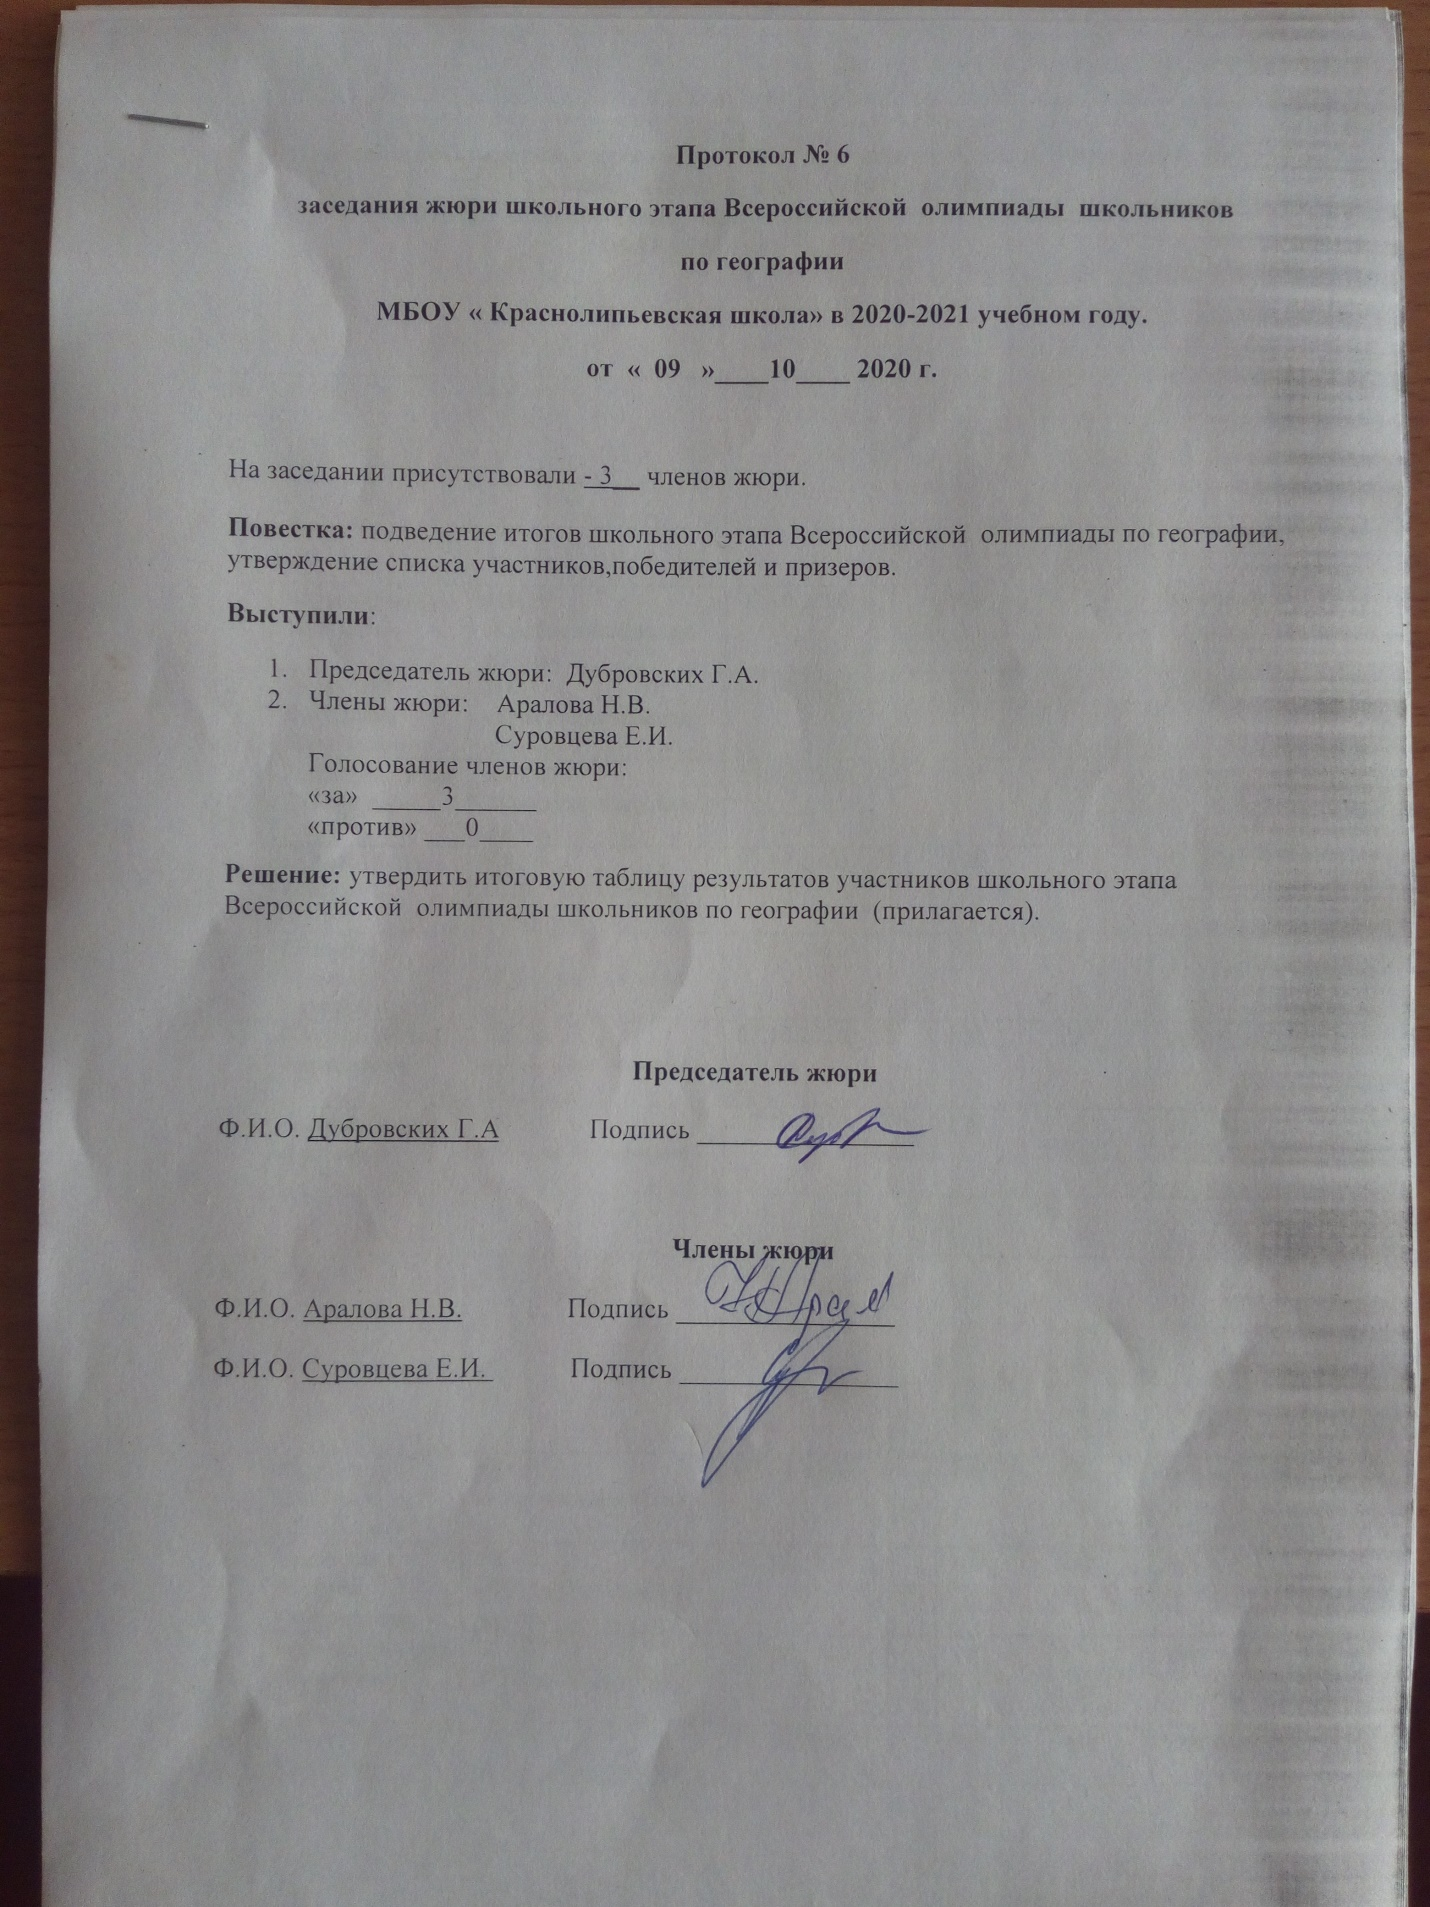 Протокол № 6
заседания жюри школьного этапа Всероссийской олимпиады школьников
по географии
МБОУ « Краснолипьевская школа» в 2020-2021 учебном году.
от « 09 »____10____ 2020 г.
На заседании присутствовали - 3__ членов жюри.
Повестка: подведение итогов школьного этапа Всероссийской олимпиады по географии,
утверждение списка участников,победителей и призеров.
Выступили:
1. Председатель жюри: Дубровских Г.А.
2. Члены жюри: Аралова Н.В.
Суровцева Е.И.
Голосование членов жюри:
«за» _____3______
«против» ___0____
Решение: утвердить итоговую таблицу результатов участников школьного этапа
Всероссийской олимпиады школьников по географии (прилагается).
Председатель жюри
Ф.И.О. Дубровских Г.А Подпись ________________
Члены жюри
Ф.И.О. Аралова Н.В. Подпись ________________
Ф.И.О. Суровцева Е.И. Подпись ________________